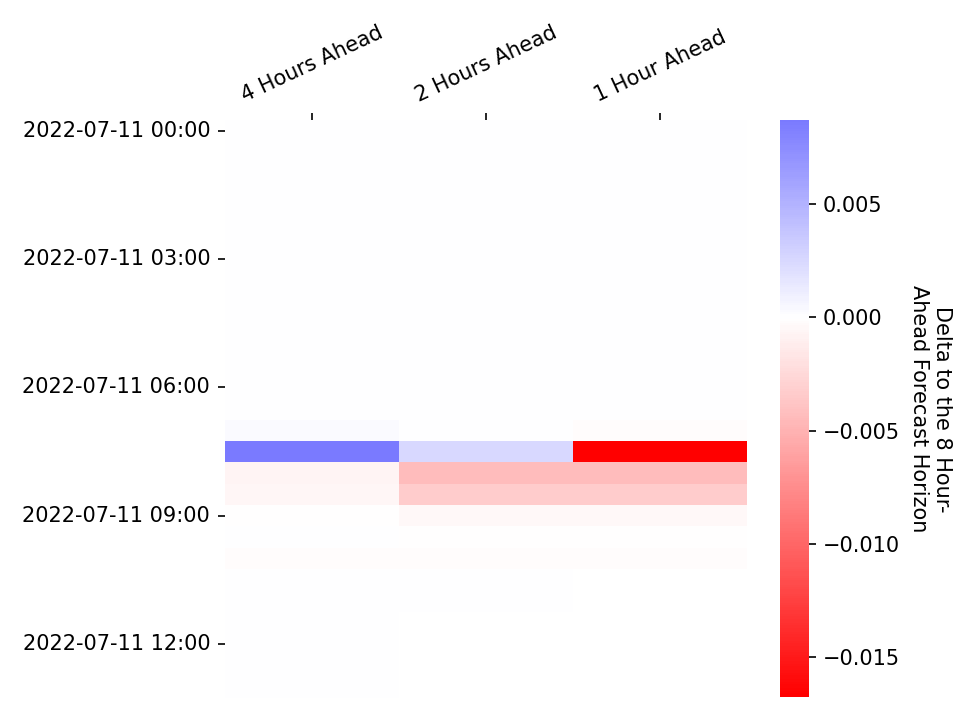 4 Hours Ahead
2 Hours Ahead
1 Hour Ahead
2022-07-11 00:00
2022-07-11 03:00
2022-07-11 06:00
2022-07-11 09:00
2022-07-11 12:00
0.005
0.000
−0.005
−0.010
−0.015
Delta to the 8 Hour-
Ahead Forecast Horizon